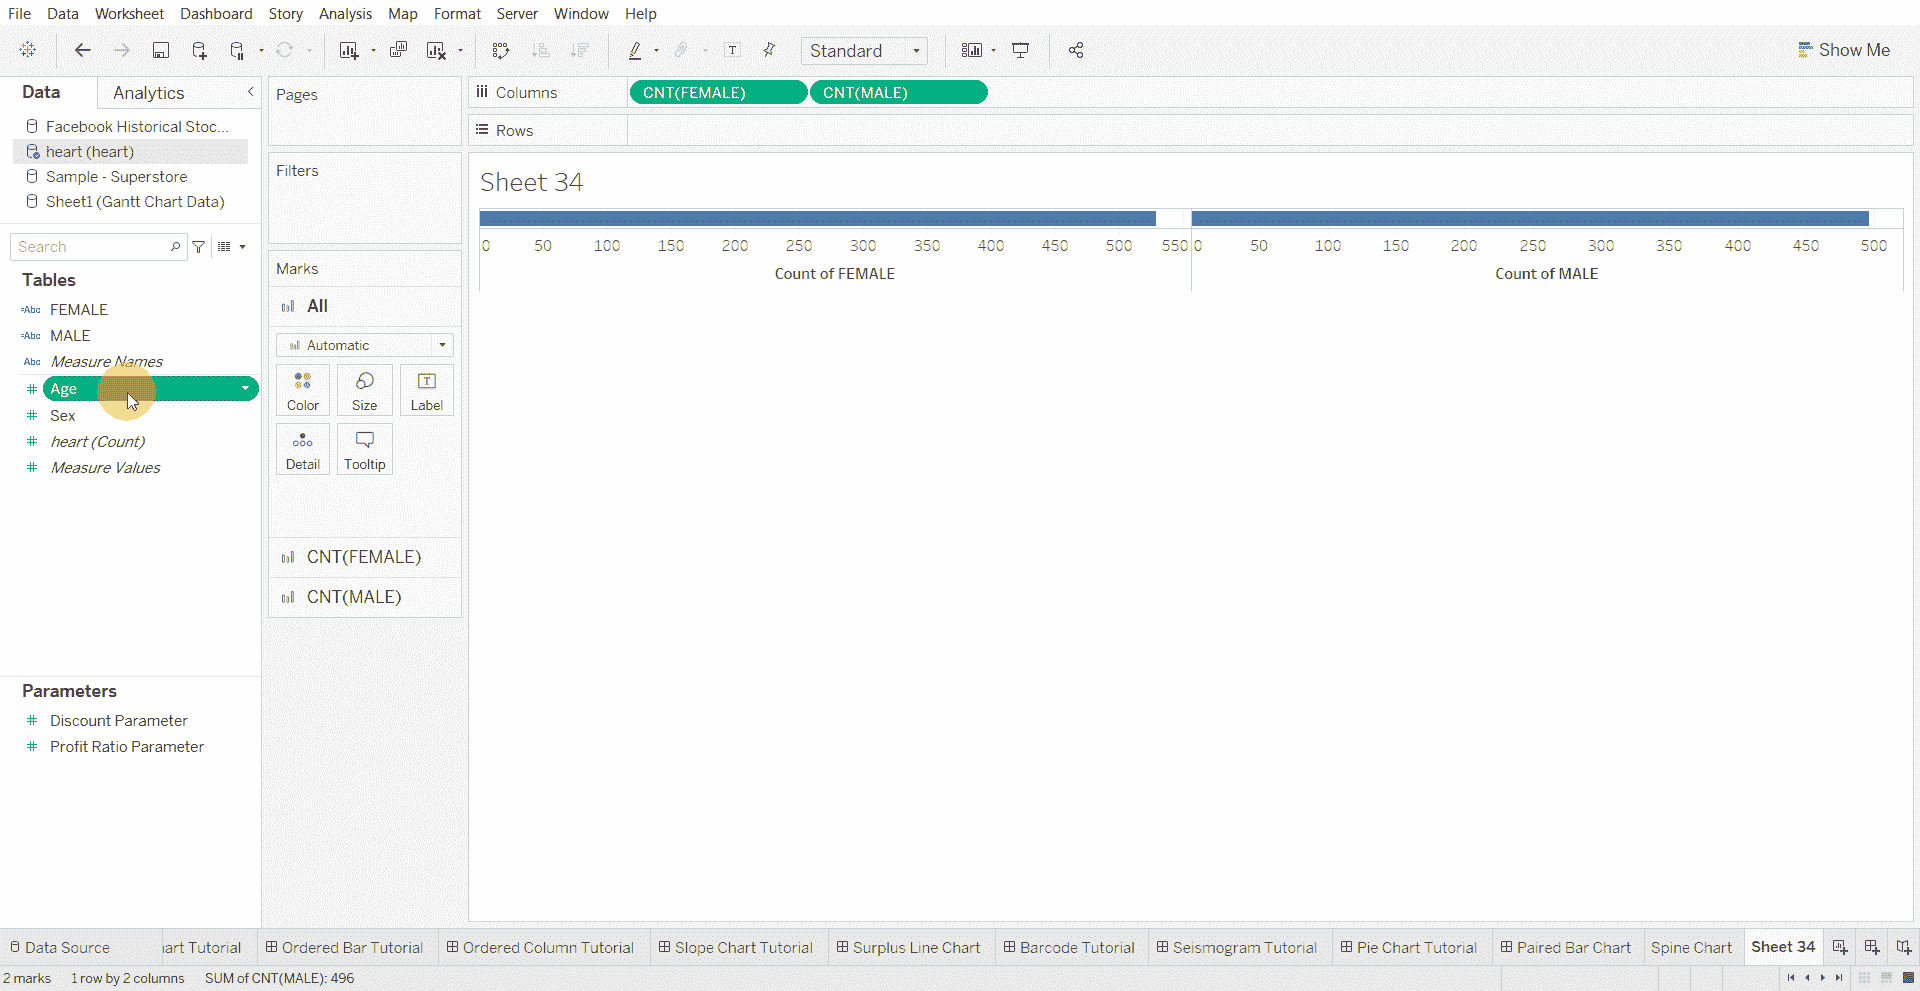 File Data Worksheet Dashboard Story Analysis Map Format Server Window Help
Standard
Show Me
Data
Analytics
Facebook Historical Stoc...
heart (heart)
Sample - Superstore
Sheet1 (Gantt Chart Data)
Search
Tables
=Abc FEMALE
=Abc MALE
Abc Measure Names
# Age
# Sex
# heart (Count)
# Measure Values
Parameters
# Discount Parameter
# Profit Ratio Parameter
Pages
Filters
Marks
All
Automatic
Color
Size
T
Label
Detail
Tooltip
CNT(FEMALE)
CNT(MALE)
Columns
CNT(FEMALE)
CNT(MALE)
Rows
Sheet 34
0 50 100 150 200 250 300 350 400 450 500 550
Count of FEMALE
0 50 100 150 200 250 300 350 400 450 500
Count of MALE
Data Source
art Tutorial
Ordered Bar Tutorial
Ordered Column Tutorial
Slope Chart Tutorial
Surplus Line Chart
Barcode Tutorial
Seismogram Tutorial
Pie Chart Tutorial
Paired Bar Chart
Spine Chart
Sheet 34
2 marks 1 row by 2 columns SUM of CNT(MALE): 496